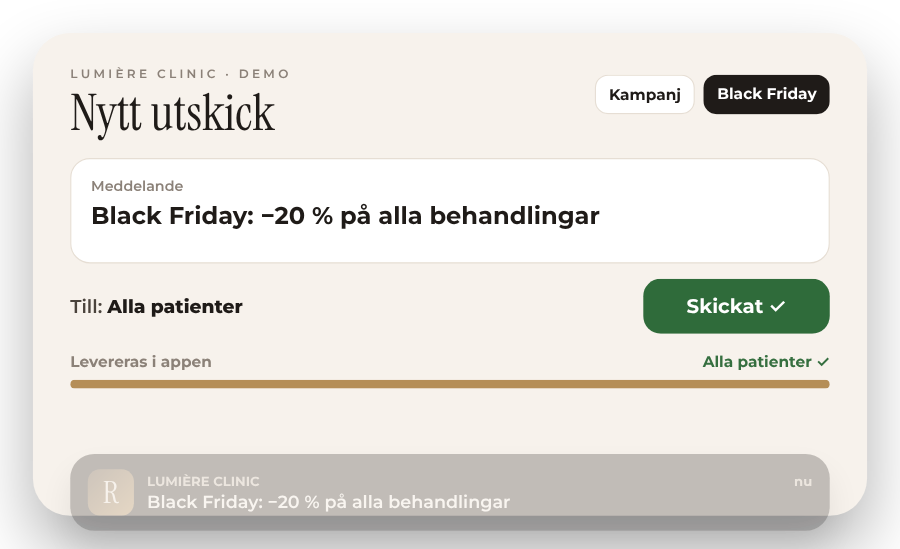 LUMIÈRE CLINIC · DEMO
Nytt utskick
Kampanj
Black Friday
Meddelande
Black Friday: −20 % på alla behandlingar
Till: Alla patienter
Skickat ✓
Levereras i appen
Alla patienter ✓
R
LUMIÈRE CLINIC
nu
Black Friday: −20 % på alla behandlingar